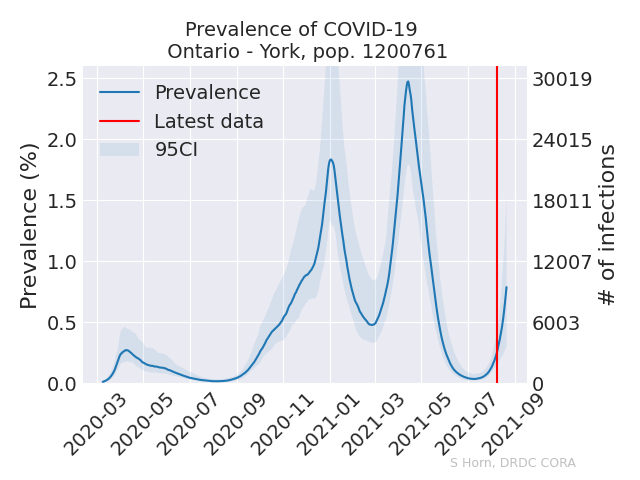 Prevalence of COVID-19
Ontario - York, pop. 1200761
Prevalence (%)
2.5
2.0
1.5
1.0
0.5
0.0
Prevalence
Latest data
95CI
30019
24015
18011
12007
6003
0
# of infections
2020-03
2020-05
2020-07
2020-09
2020-11
2021-01
2021-03
2021-05
2021-07
2021-09
S Horn, DRDC CORA